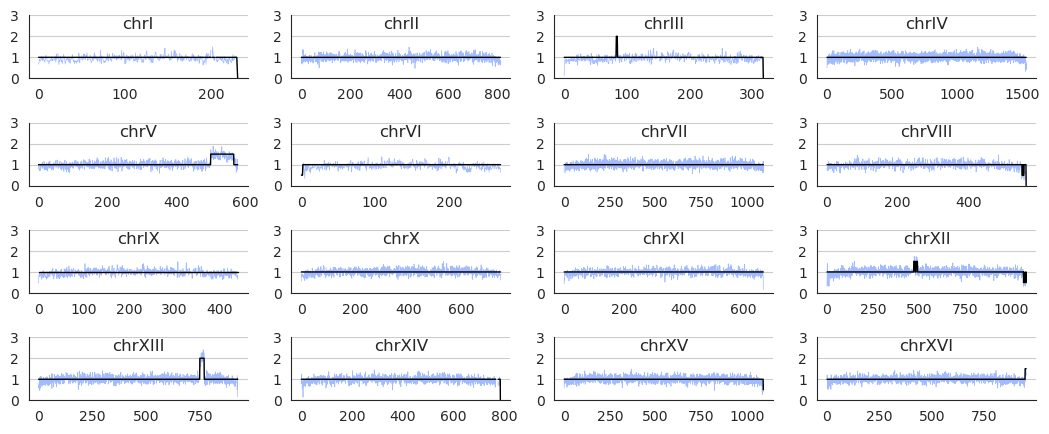 3 chrI 3 chrII 3 chrIII 3 chrIV
2 2 2 2
1 1 1 1
0 0 0 0
0 100 200 0 200 400 600 800 0 100 200 300 0 500 1000 1500
3 chrV 3 chrVI 3 chrVII 3 chrVIII
2 2 2 2
1 1 1 1
0 0 0 0
0 200 400 600 0 100 200 0 250 500 750 1000 0 200 400
3 chrIX 3 chrX 3 chrXI 3 chrXII
2 2 2 2
1 1 1 1
0 0 0 0
0 100 200 300 400 0 200 400 600 0 200 400 600 0 250 500 750 1000
3 chrXIII 3 chrXIV 3 chrXV 3 chrXVI
2 2 2 2
1 1 1 1
0 0 0 0
0 250 500 750 0 200 400 600 800 0 250 500 750 1000 0 250 500 750